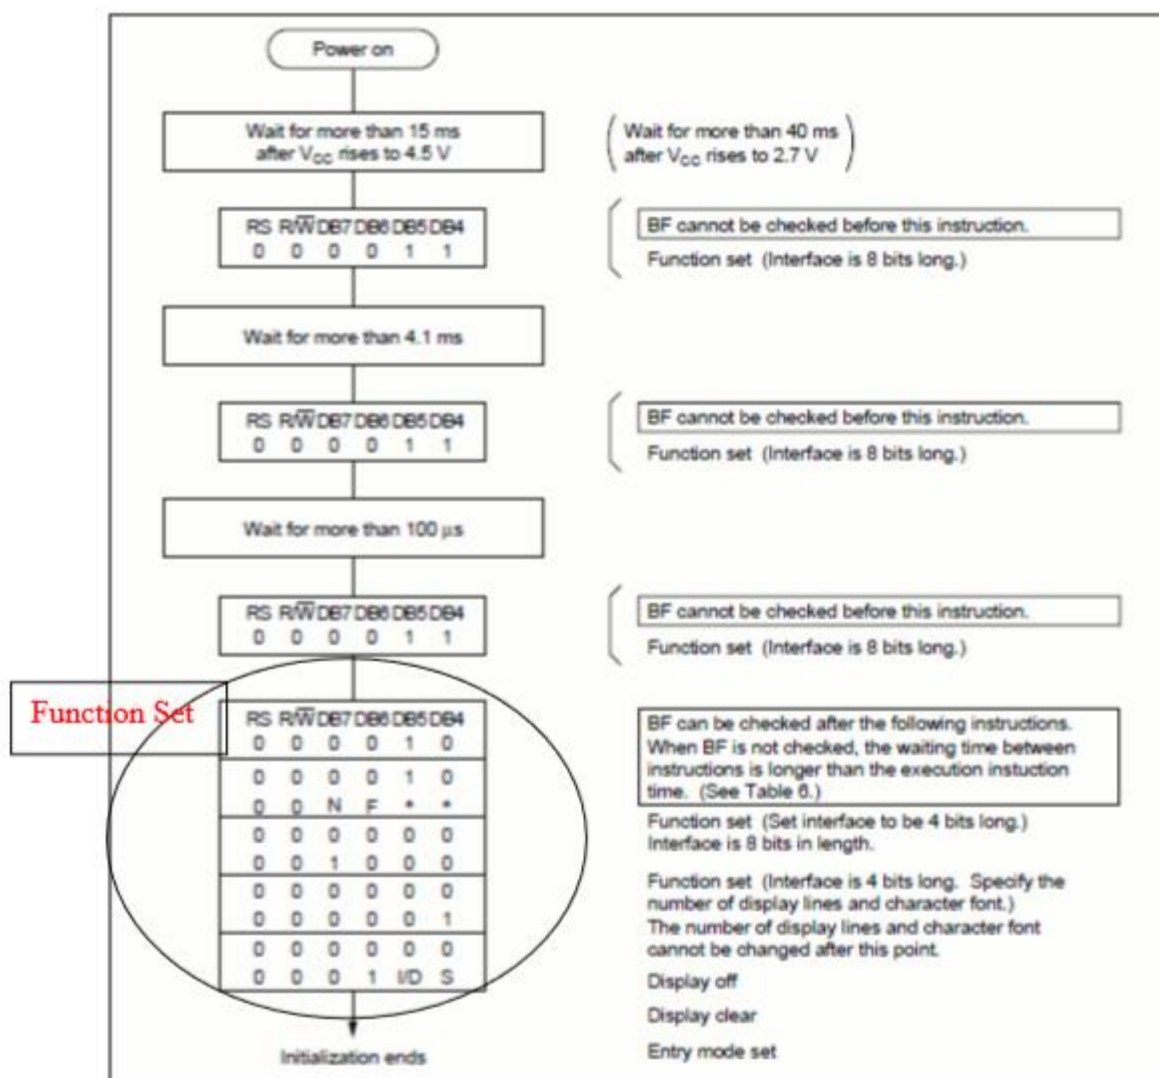 Power on
Wait for more than 15 ms
after VCC rises to 4.5 V
Wait for more than 40 ms
after VCC rises to 2.7 V
RS R/W DB7 DB6 DB5 DB4
0 0 0 0 1 1
BF cannot be checked before this instruction.
Function set (Interface is 8 bits long.)
Wait for more than 4.1 ms
RS R/W DB7 DB6 DB5 DB4
0 0 0 0 1 1
BF cannot be checked before this instruction.
Function set (Interface is 8 bits long.)
Wait for more than 100 µs
RS R/W DB7 DB6 DB5 DB4
0 0 0 0 1 1
BF cannot be checked before this instruction.
Function set (Interface is 8 bits long.)
Function Set
RS R/W DB7 DB6 DB5 DB4
0 0 0 0 1 0
0 0 0 0 1 0
0 0 N F * *
0 0 0 0 0 0
0 0 1 0 0 0
0 0 0 0 0 0
0 0 0 0 0 1
0 0 0 0 0 0
0 0 0 1 I/D S
Initialization ends
BF can be checked after the following instructions.
When BF is not checked, the waiting time between
instructions is longer than the execution instuction
time. (See Table 6.)
Function set (Set interface to be 4 bits long.)
Interface is 8 bits in length.
Function set (Interface is 4 bits long. Specify the
number of display lines and character font.)
The number of display lines and character font
cannot be changed after this point.
Display off
Display clear
Entry mode set